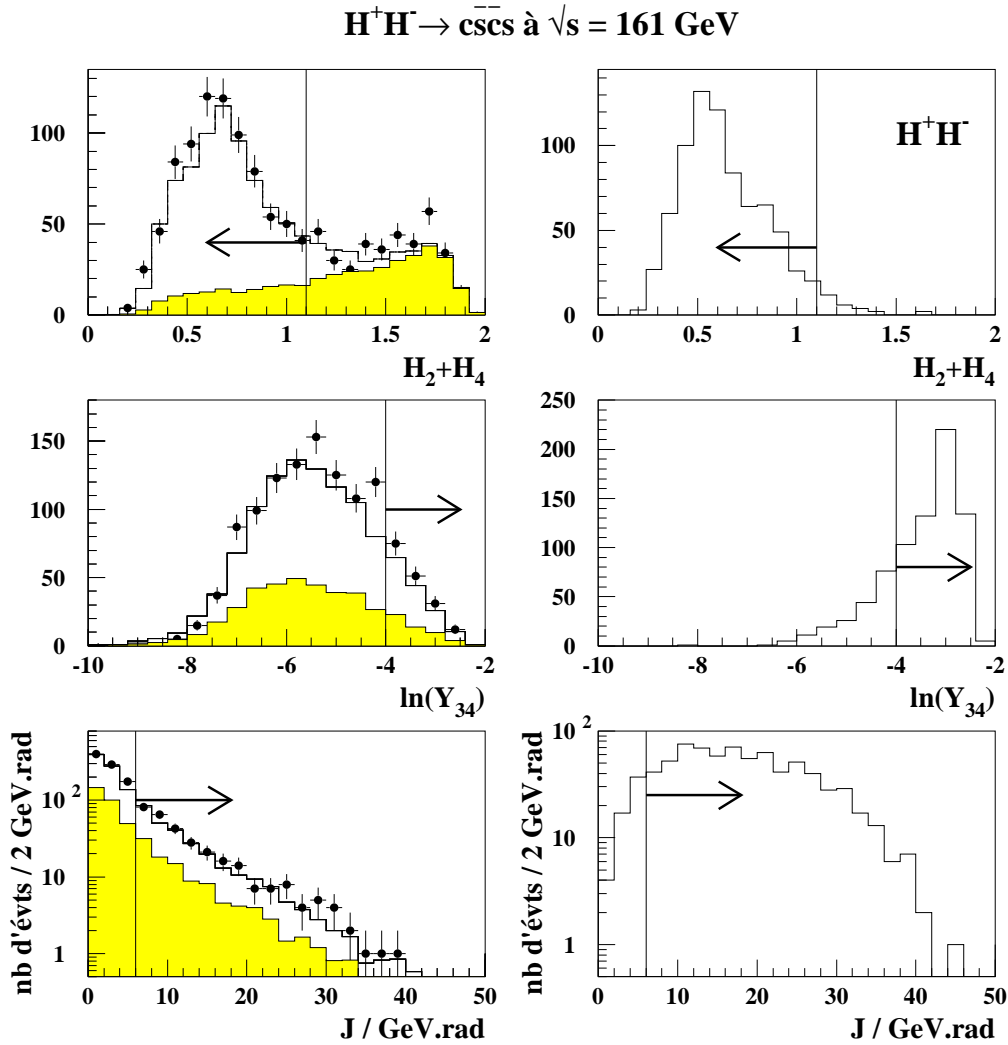 H⁺H⁻ → cs̅c̅s à √s = 161 GeV
100
50
0
0 0.5 1 1.5 2
H₂+H₄
H⁺H⁻
100
50
0
0 0.5 1 1.5 2
H₂+H₄
150
100
50
0
-10 -8 -6 -4 -2
ln(Y₃₄)
250
200
150
100
50
0
-10 -8 -6 -4 -2
ln(Y₃₄)
nb d'évts / 2 GeV.rad
10²
10
1
0 10 20 30 40 50
J / GeV.rad
nb d'évts / 2 GeV.rad
10²
10
1
0 10 20 30 40 50
J / GeV.rad